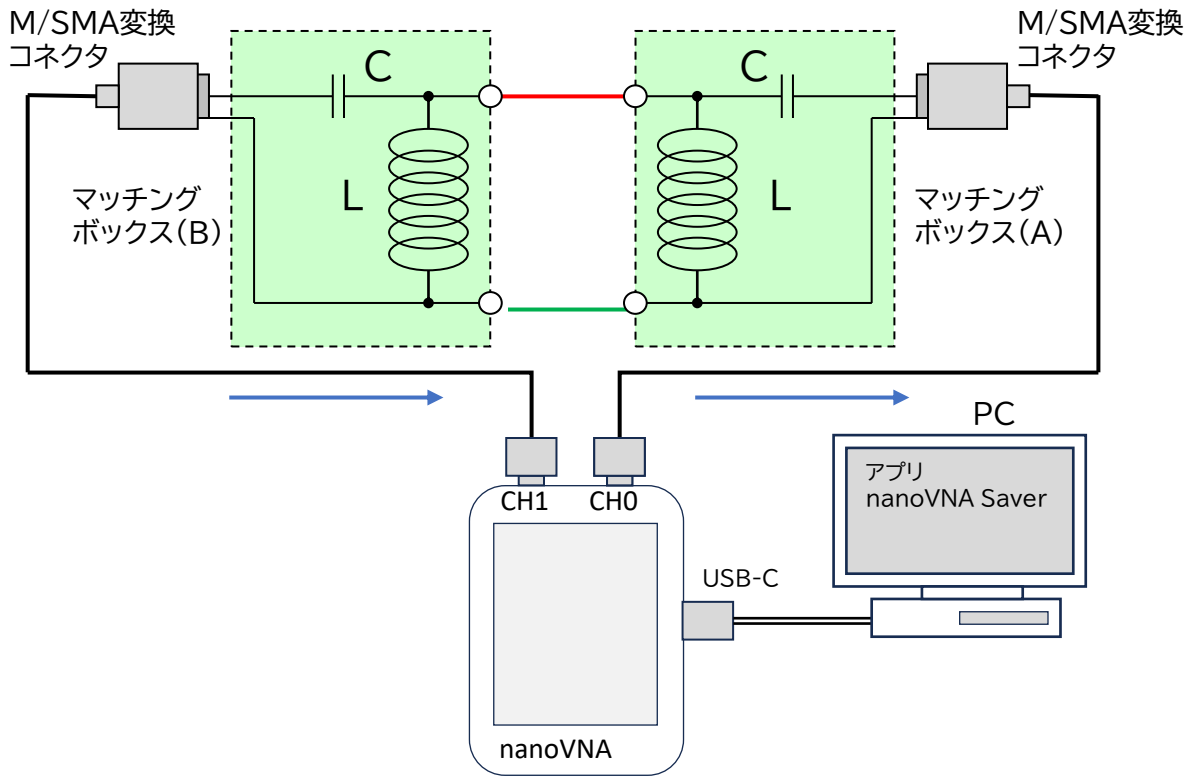 M/SMA変換
コネクタ
M/SMA変換
コネクタ
C
C
L
L
マッチング
ボックス(B)
マッチング
ボックス(A)
PC
アプリ
nanoVNA Saver
CH1
CH0
USB-C
nanoVNA